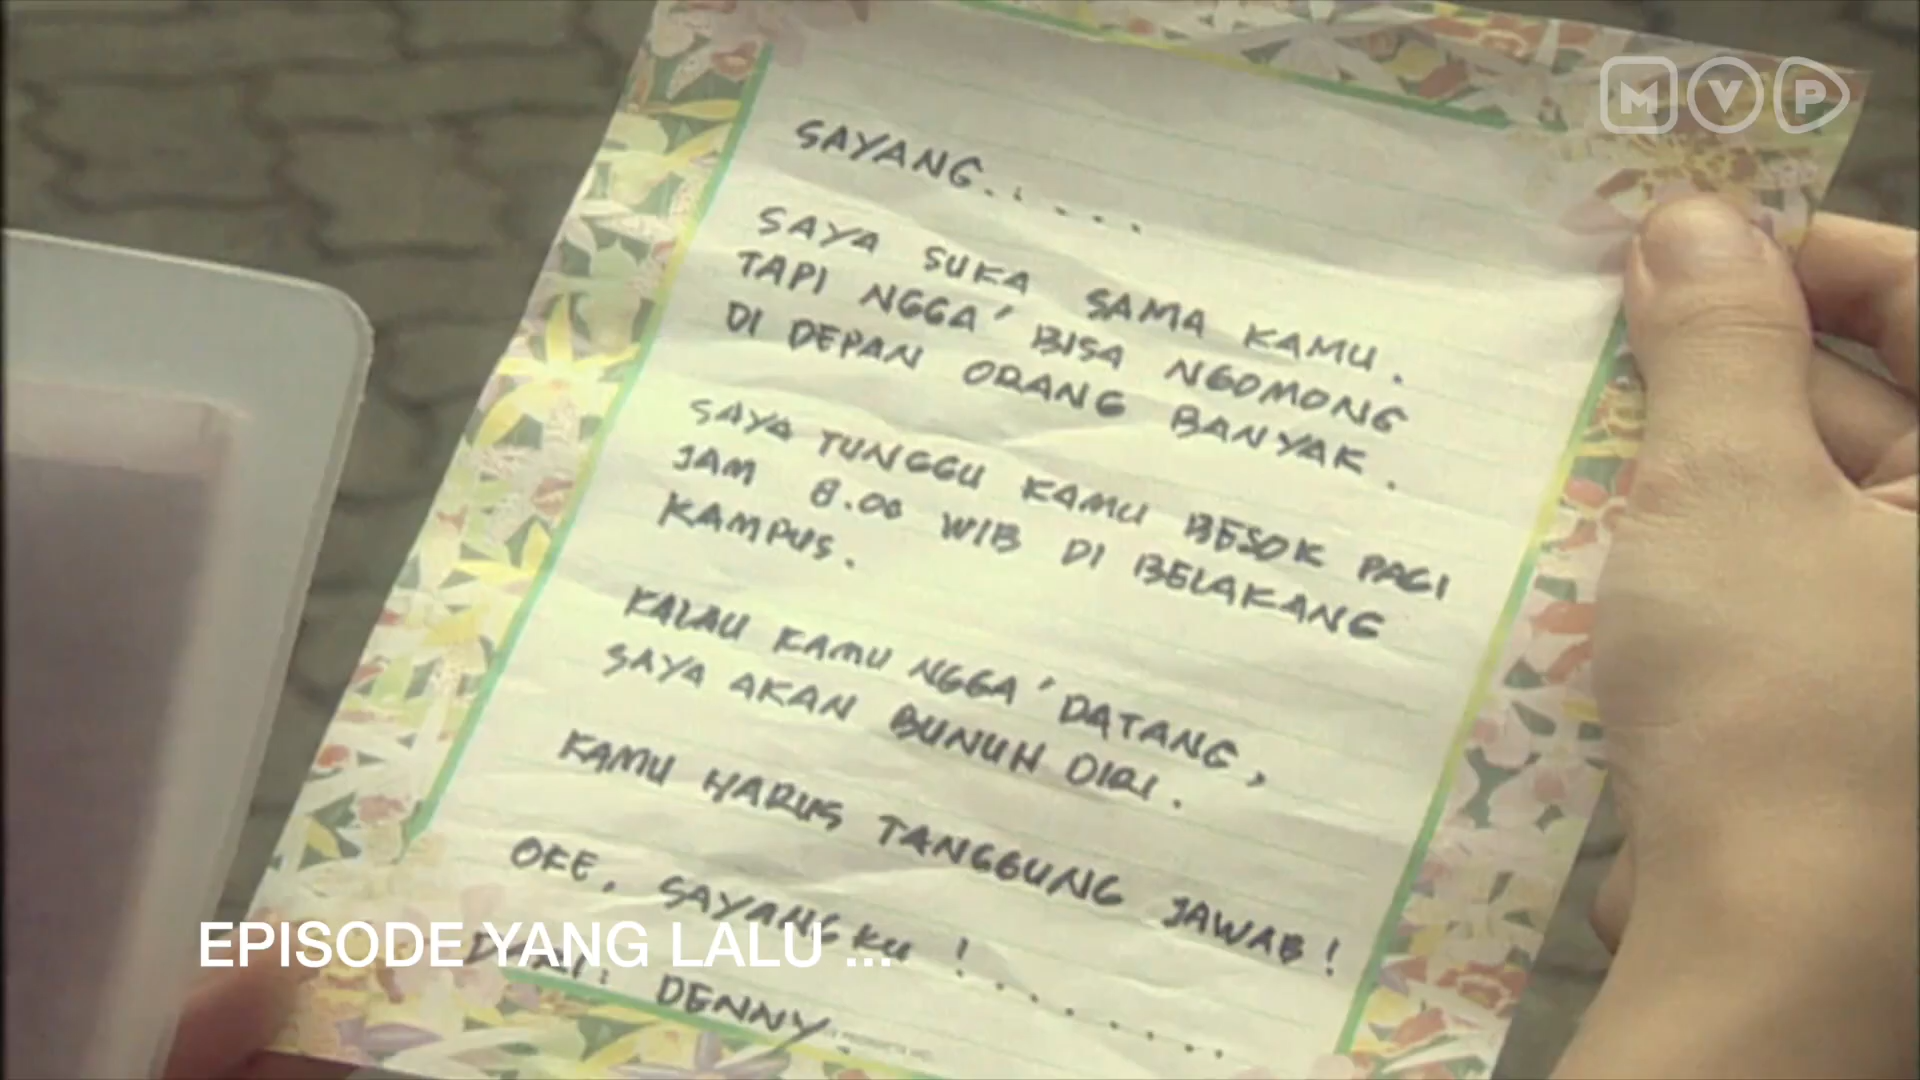 MVP
SAYANG......
SAYA SUKA SAMA KAMU.
TAPI NGGA' BISA NGOMONG
DI DEPAN ORANG BANYAK.
SAYA TUNGGU KAMU BESOK PAGI
JAM 8.00 WIB DI BELAKANG
KAMPUS.
KALAU KAMU NGGA' DATANG,
SAYA AKAN BUNUH DIRI.
KAMU HARUS TANGGUNG JAWAB!
OKE, SAYANGKU!......
DARI: DENNY
EPISODE YANG LALU ...